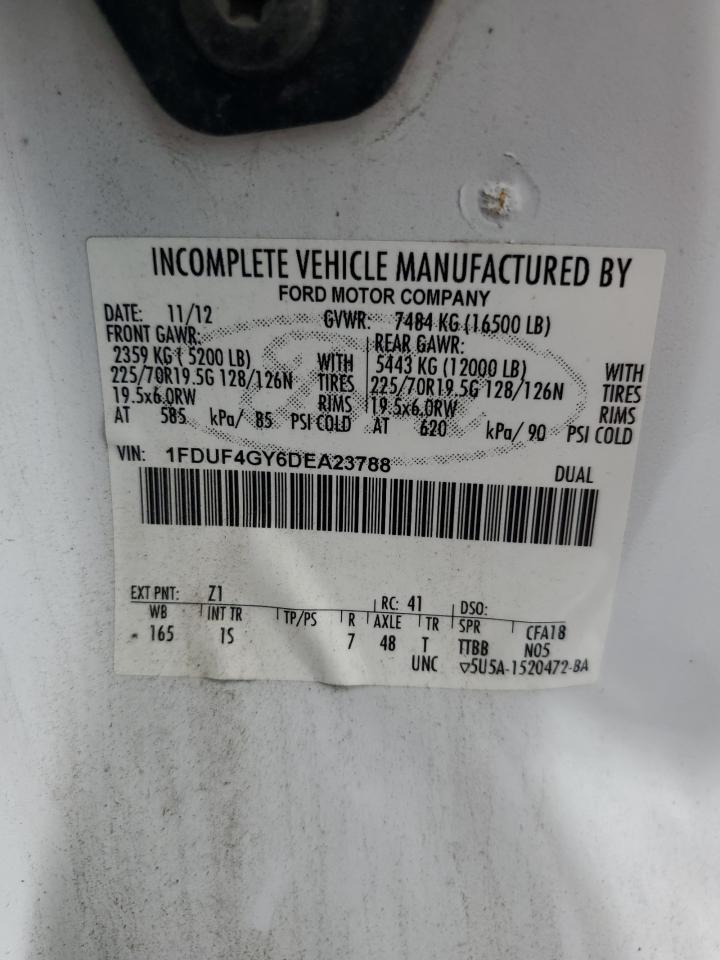 INCOMPLETE VEHICLE MANUFACTURED BY
FORD MOTOR COMPANY
DATE: 11/12 GVWR: 7484 KG (16500 LB)
FRONT GAWR: REAR GAWR:
2359 KG ( 5200 LB) WITH 5443 KG (12000 LB) WITH
225/70R19.5G 128/126N TIRES 225/70R19.5G 128/126N TIRES
19.5x6.0RW RIMS 19.5x6.0RW RIMS
AT 585 kPa/ 85 PSI COLD AT 620 kPa/ 90 PSI COLD
VIN: 1FDUF4GY6DEA23788
DUAL
EXT PNT: Z1 RC: 41 DSO:
WB INT TR TP/PS R AXLE TR SPR CFA18
165 1S 7 48 T TTBB N05
UNC ▽5U5A-1520472-BA